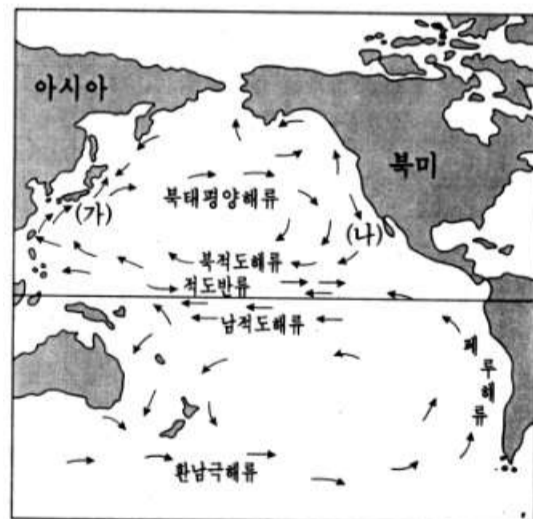 아시아
북미
북태평양해류
(가)
(나)
북적도해류
적도반류
남적도해류
페루해류
환남극해류